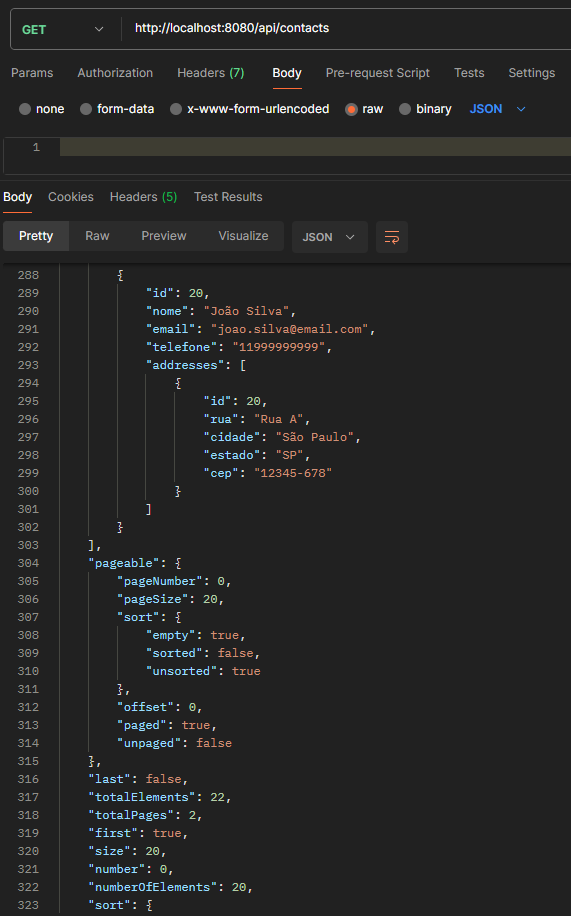 GET http://localhost:8080/api/contacts
Params Authorization Headers (7) Body Pre-request Script Tests Settings
none form-data x-www-form-urlencoded raw binary JSON
1
Body Cookies Headers (5) Test Results
Pretty Raw Preview Visualize JSON
288 {
289 "id": 20,
290 "nome": "João Silva",
291 "email": "joao.silva@email.com",
292 "telefone": "11999999999",
293 "addresses": [
294 {
295 "id": 20,
296 "rua": "Rua A",
297 "cidade": "São Paulo",
298 "estado": "SP",
299 "cep": "12345-678"
300 }
301 ]
302 }
303 ],
304 "pageable": {
305 "pageNumber": 0,
306 "pageSize": 20,
307 "sort": {
308 "empty": true,
309 "sorted": false,
310 "unsorted": true
311 },
312 "offset": 0,
313 "paged": true,
314 "unpaged": false
315 },
316 "last": false,
317 "totalElements": 22,
318 "totalPages": 2,
319 "first": true,
320 "size": 20,
321 "number": 0,
322 "numberOfElements": 20,
323 "sort": {